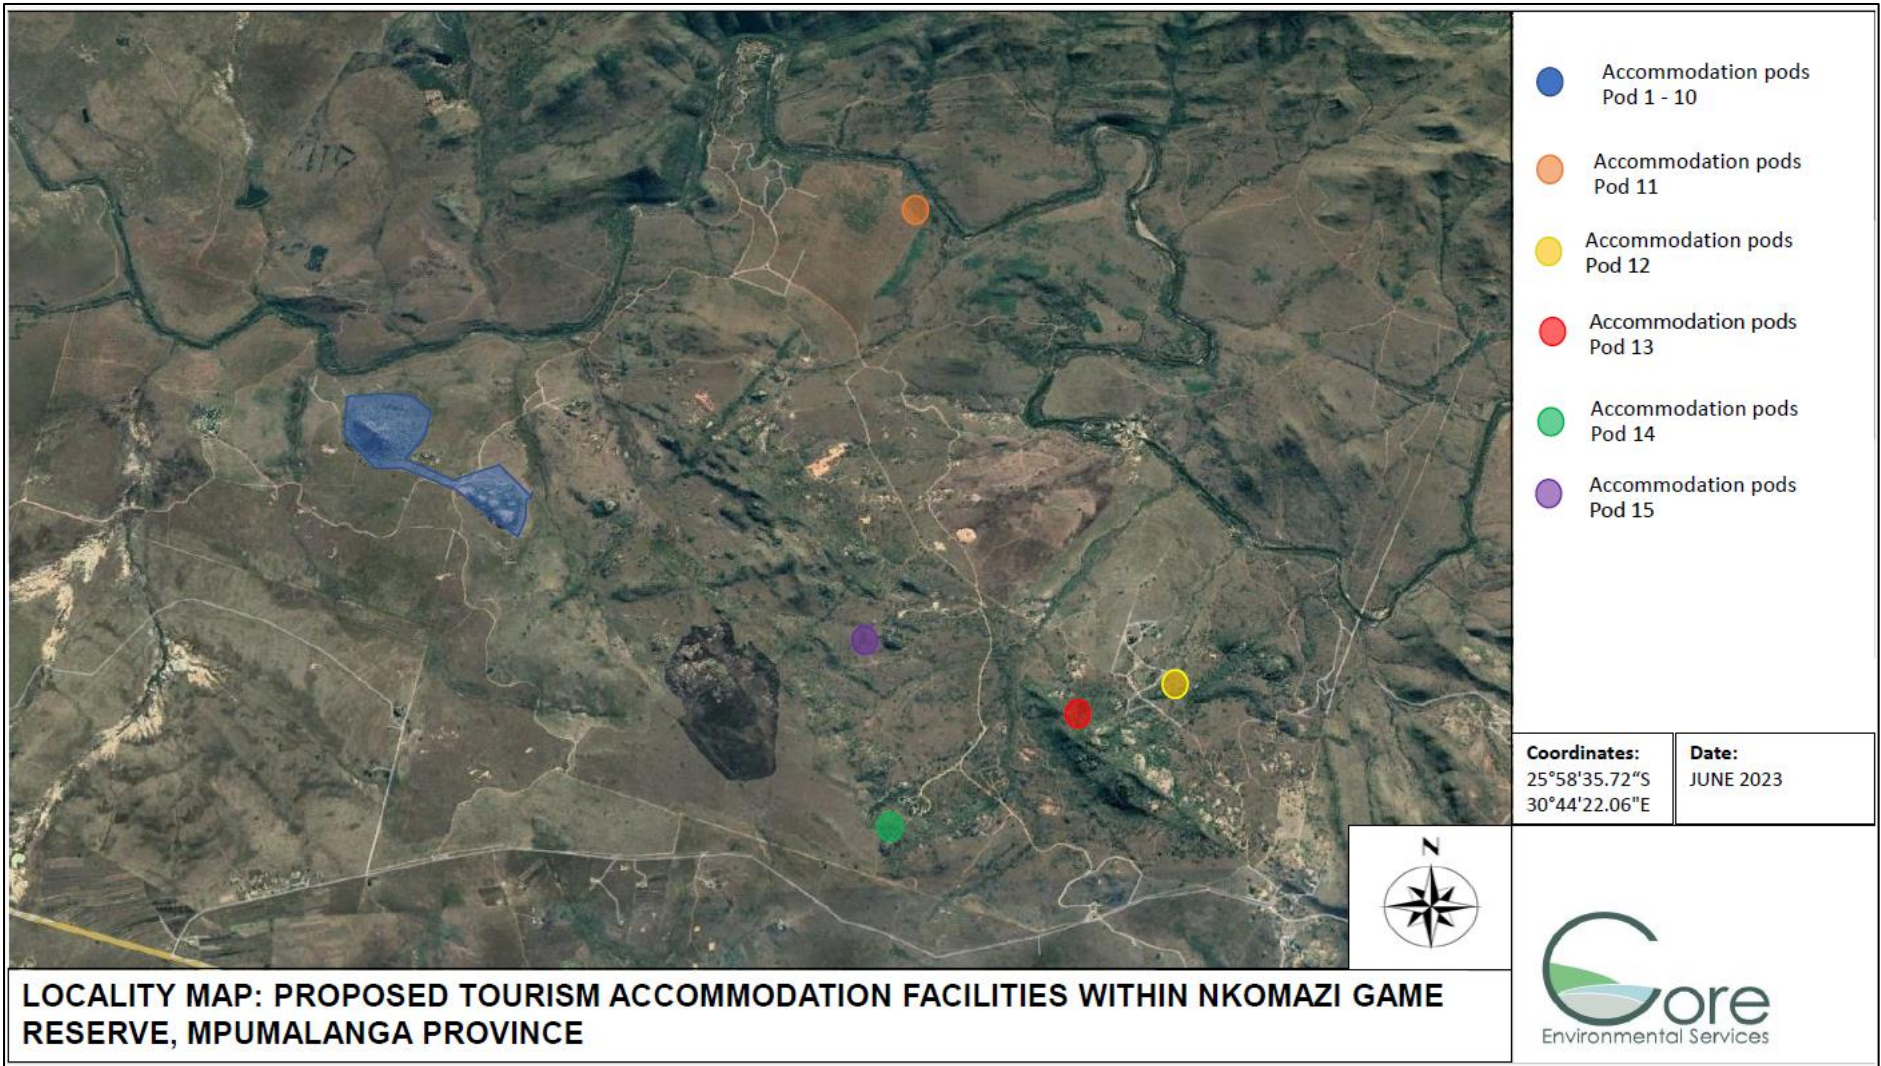 Accommodation pods
Pod 1 - 10
Accommodation pods
Pod 11
Accommodation pods
Pod 12
Accommodation pods
Pod 13
Accommodation pods
Pod 14
Accommodation pods
Pod 15
Coordinates:
25°58'35.72“S
30°44'22.06"E
Date:
JUNE 2023
N
LOCALITY MAP: PROPOSED TOURISM ACCOMMODATION FACILITIES WITHIN NKOMAZI GAME
RESERVE, MPUMALANGA PROVINCE
Core
Environmental Services